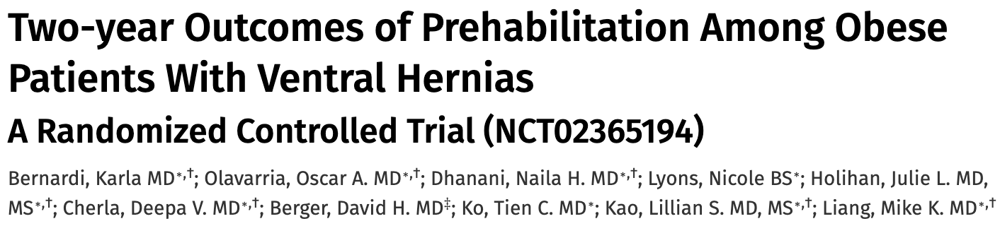 Two-year Outcomes of Prehabilitation Among Obese
Patients With Ventral Hernias
A Randomized Controlled Trial (NCT02365194)
Bernardi, Karla MD*,†; Olavarria, Oscar A. MD*,†; Dhanani, Naila H. MD*,†; Lyons, Nicole BS*; Holihan, Julie L. MD,
MS*,†; Cherla, Deepa V. MD*,†; Berger, David H. MD‡; Ko, Tien C. MD*; Kao, Lillian S. MD, MS*,†; Liang, Mike K. MD*,†